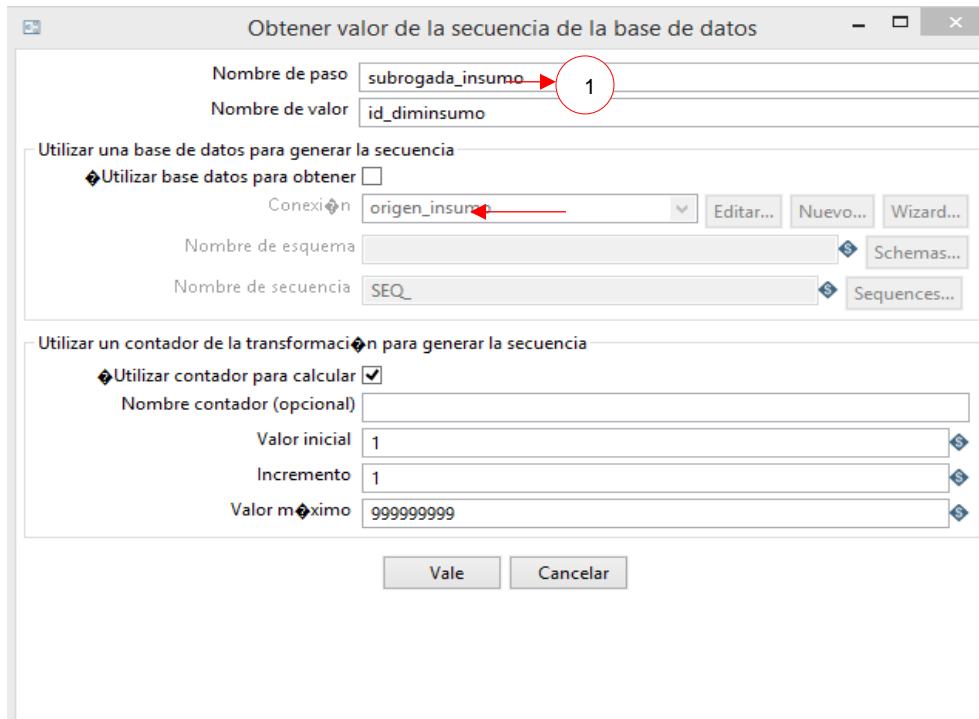 Obtener valor de la secuencia de la base de datos
Nombre de paso subrogada_insumo 1
Nombre de valor id_diminsumo
Utilizar una base de datos para generar la secuencia
�Utilizar base datos para obtener
Conexi�n origen_insumo Editar... Nuevo... Wizard...
Nombre de esquema Schemas...
Nombre de secuencia SEQ_ Sequences...
Utilizar un contador de la transformaci�n para generar la secuencia
�Utilizar contador para calcular
Nombre contador (opcional)
Valor inicial 1
Incremento 1
Valor m�ximo 999999999
Vale Cancelar